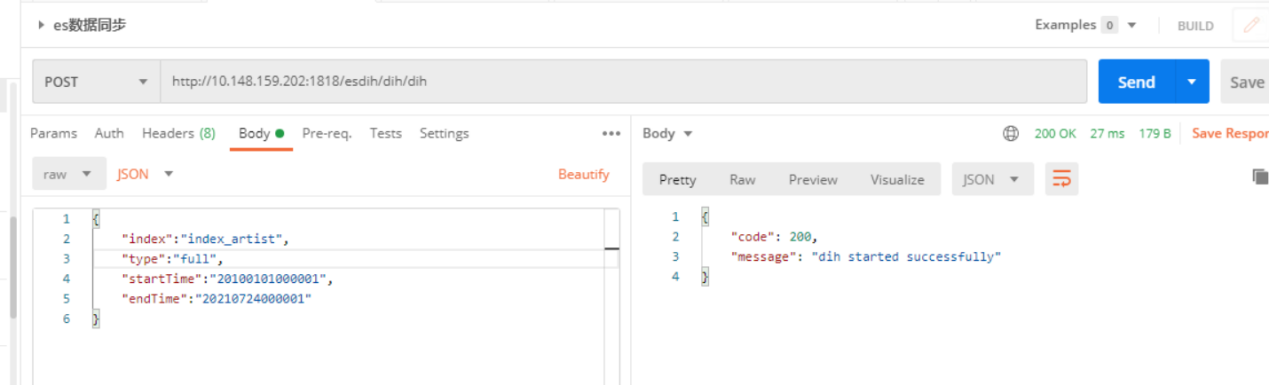 es数据同步
Examples 0 BUILD
POST http://10.148.159.202:1818/esdih/dih/dih Send Save
Params Auth Headers (8) Body Pre-req. Tests Settings
Body 200 OK 27 ms 179 B Save Respor
raw JSON Beautify
Pretty Raw Preview Visualize JSON
1 {
2 "index":"index_artist",
3 "type":"full",
4 "startTime":"20100101000001",
5 "endTime":"20210724000001"
6 }
1 {
2 "code": 200,
3 "message": "dih started successfully"
4 }